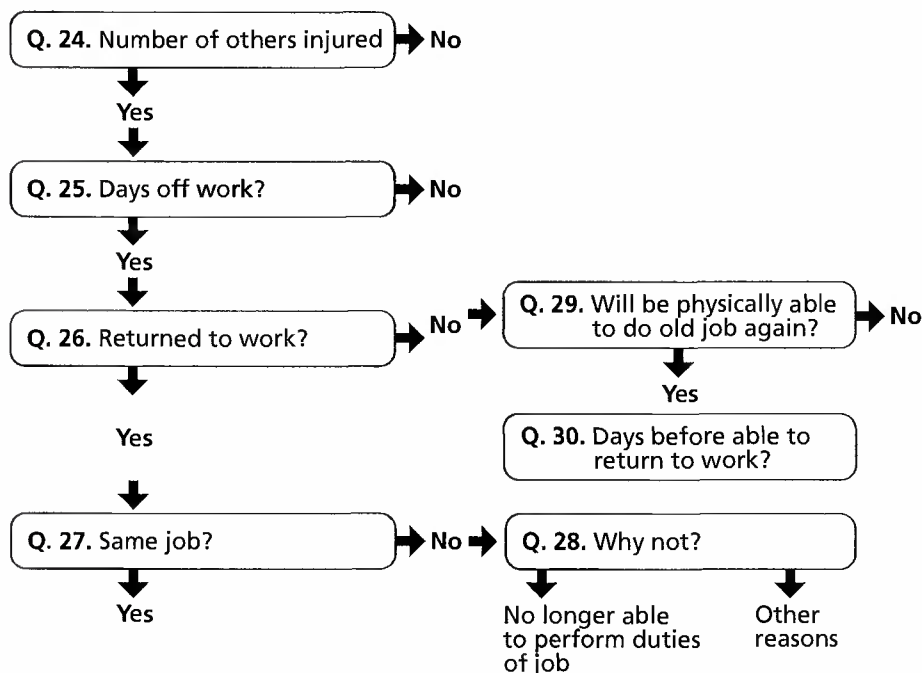 Q. 24. Number of others injured
No
Yes
Q. 25. Days off work?
No
Yes
Q. 26. Returned to work?
No
Q. 29. Will be physically able
to do old job again?
No
Yes
Yes
Q. 30. Days before able to
return to work?
Q. 27. Same job?
No
Q. 28. Why not?
Yes
No longer able
to perform duties
of job
Other
reasons